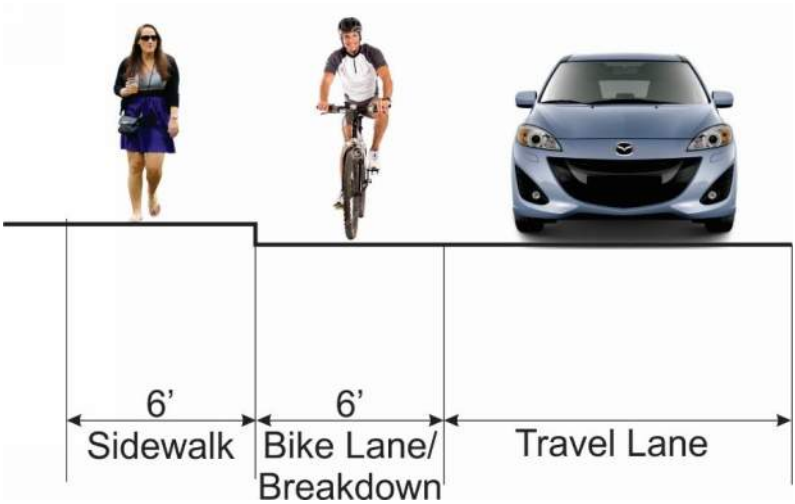 6’
Sidewalk
6’
Bike Lane/
Breakdown
Travel Lane